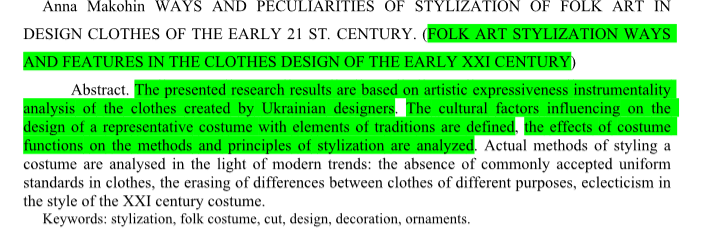 Anna Makohin WAYS AND PECULIARITIES OF STYLIZATION OF FOLK ART IN
DESIGN CLOTHES OF THE EARLY 21 ST. CENTURY. (FOLK ART STYLIZATION WAYS
AND FEATURES IN THE CLOTHES DESIGN OF THE EARLY XXI CENTURY)
Abstract. The presented research results are based on artistic expressiveness instrumentality
analysis of the clothes created by Ukrainian designers. The cultural factors influencing on the
design of a representative costume with elements of traditions are defined, the effects of costume
functions on the methods and principles of stylization are analyzed. Actual methods of styling a
costume are analysed in the light of modern trends: the absence of commonly accepted uniform
standards in clothes, the erasing of differences between clothes of different purposes, eclecticism in
the style of the XXI century costume.
Keywords: stylization, folk costume, cut, design, decoration, ornaments.